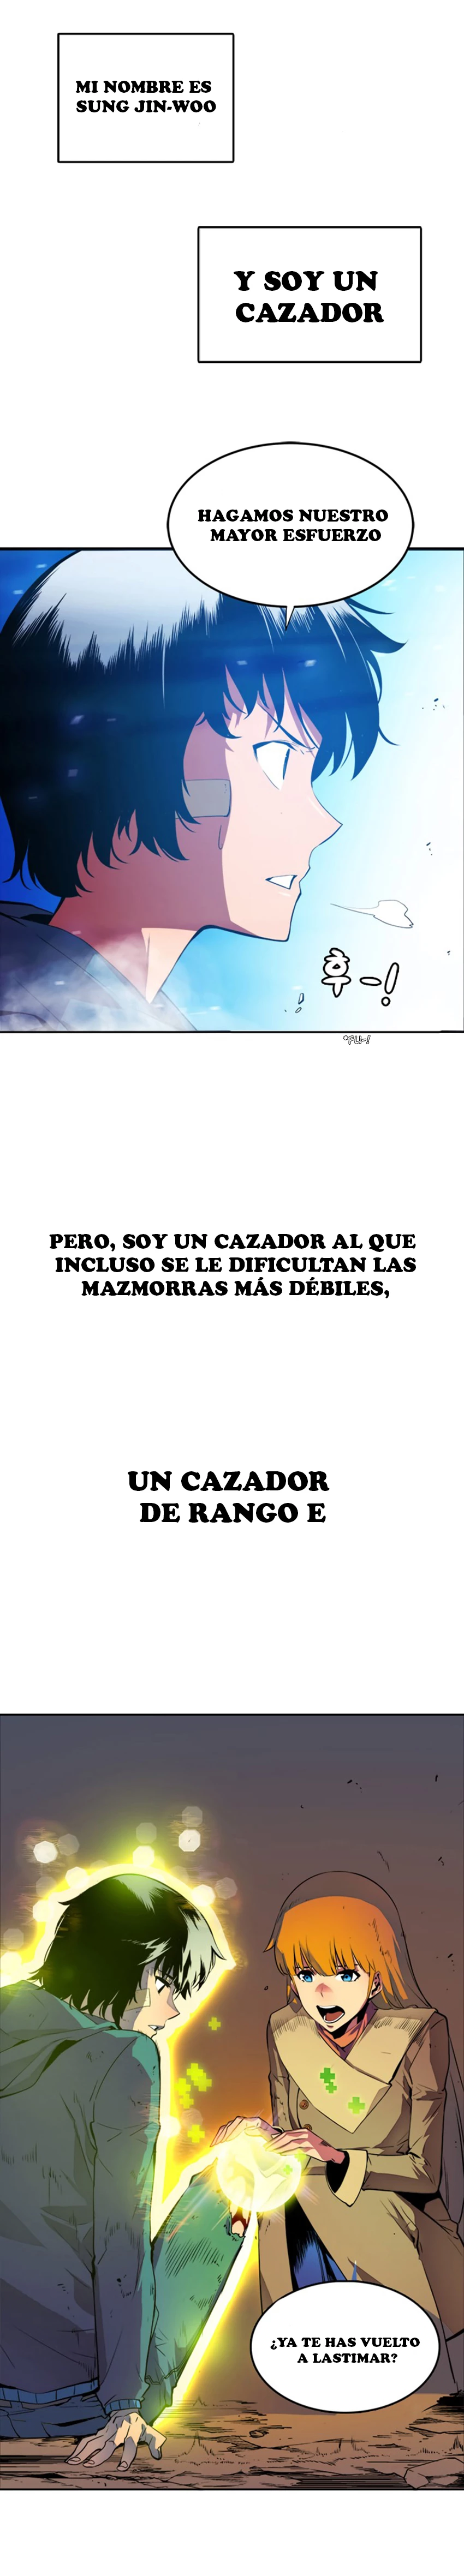 MI NOMBRE ES
SUNG JIN-WOO
Y SOY UN
CAZADOR
HAGAMOS NUESTRO
MAYOR ESFUERZO
후-!
°FU~!
PERO, SOY UN CAZADOR AL QUE
INCLUSO SE LE DIFICULTAN LAS
MAZMORRAS MÁS DÉBILES,
UN CAZADOR
DE RANGO E
¿YA TE HAS VUELTO
A LASTIMAR?